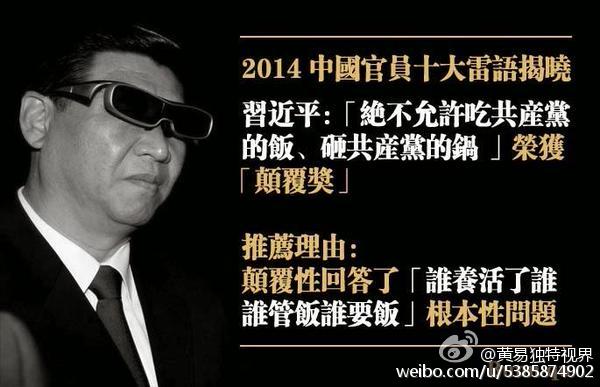 2014 中國官員十大雷語揭曉
習近平:「絕不允許吃共産黨
的飯、砸共産黨的鍋 」榮獲
「顛覆獎」
推薦理由:
顛覆性回答了「誰養活了誰
誰管飯誰要飯」根本性問題
@黄易独特视界
weibo.com/u/5385874902